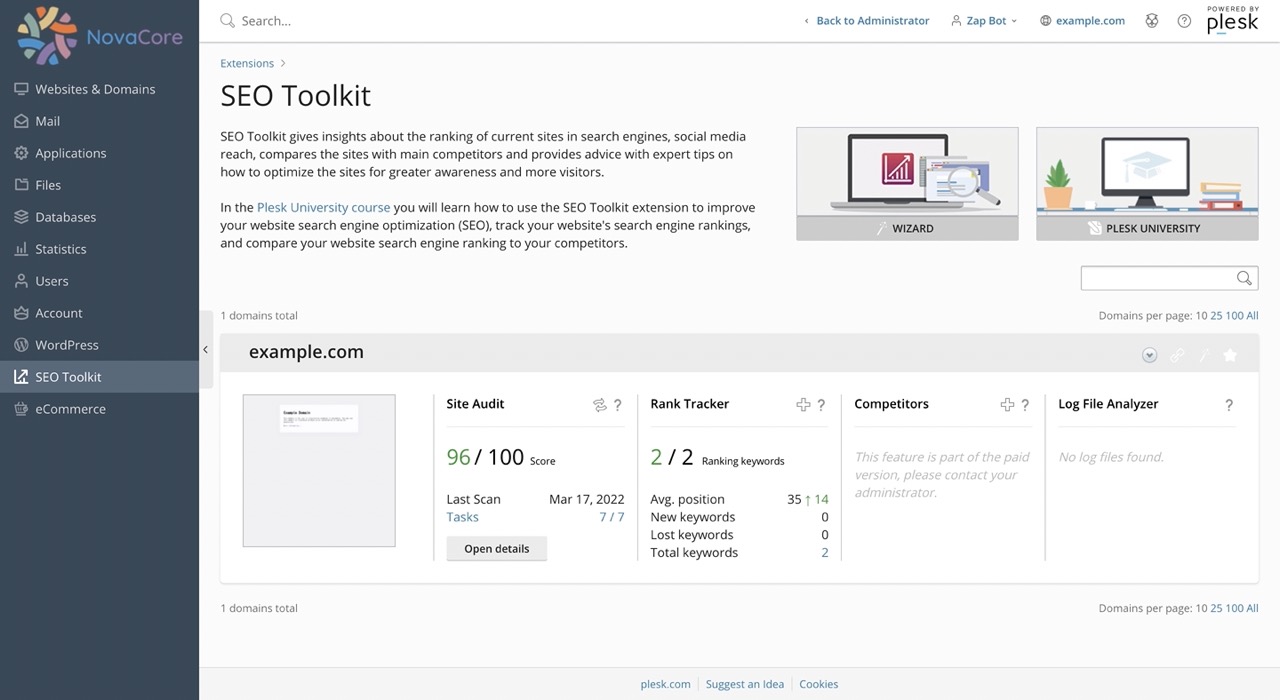 NovaCore
Search...
Back to Administrator
Zap Bot
example.com
POWERED BY
plesk
Websites & Domains
Mail
Applications
Files
Databases
Statistics
Users
Account
WordPress
SEO Toolkit
eCommerce
Extensions
SEO Toolkit
SEO Toolkit gives insights about the ranking of current sites in search engines, social media
reach, compares the sites with main competitors and provides advice with expert tips on
how to optimize the sites for greater awareness and more visitors.
In the Plesk University course you will learn how to use the SEO Toolkit extension to improve
your website search engine optimization (SEO), track your website's search engine rankings,
and compare your website search engine ranking to your competitors.
WIZARD
PLESK UNIVERSITY
1 domains total
Domains per page: 10 25 100 All
example.com
Example Domain
Site Audit ?
96 / 100 Score
Last Scan Mar 17, 2022
Tasks 7 / 7
Open details
Rank Tracker ?
2 / 2 Ranking keywords
Avg. position 35 ↑ 14
New keywords 0
Lost keywords 0
Total keywords 2
Competitors ?
This feature is part of the paid
version, please contact your
administrator.
Log File Analyzer ?
No log files found.
1 domains total
Domains per page: 10 25 100 All
plesk.com
Suggest an Idea
Cookies